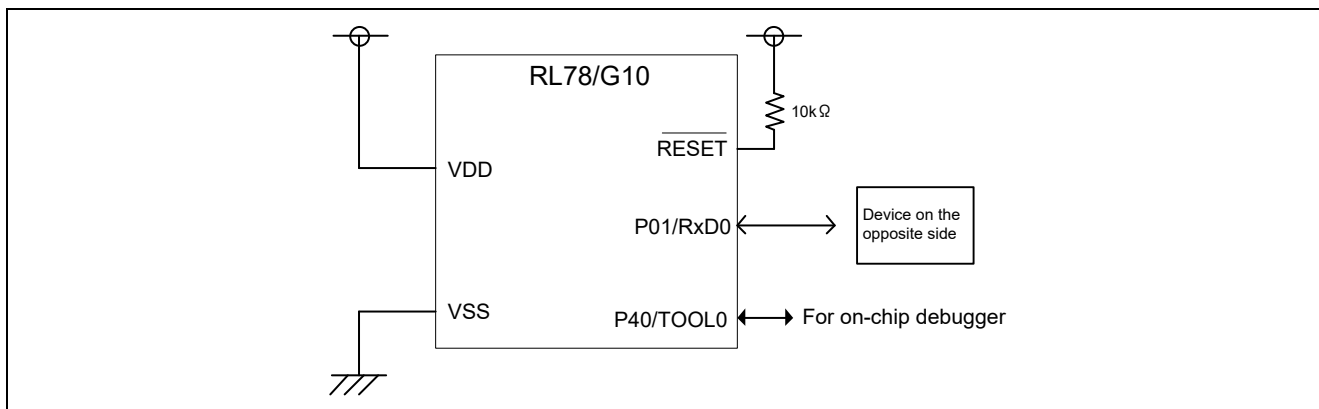 RL78/G10
10kΩ
RESET
VDD
P01/RxD0
Device on the
opposite side
VSS
P40/TOOL0
For on-chip debugger